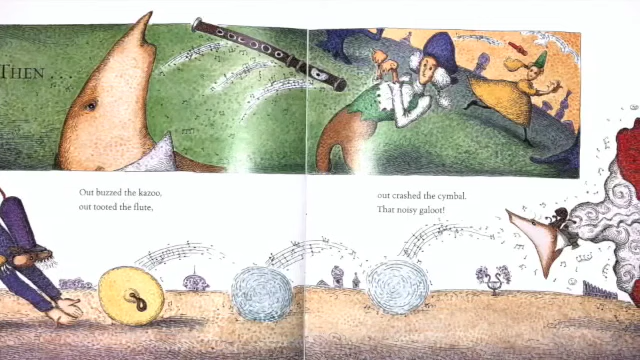 THEN . . .
Out buzzed the kazoo,
out tooted the flute,
out crashed the cymbal.
That noisy galoot!